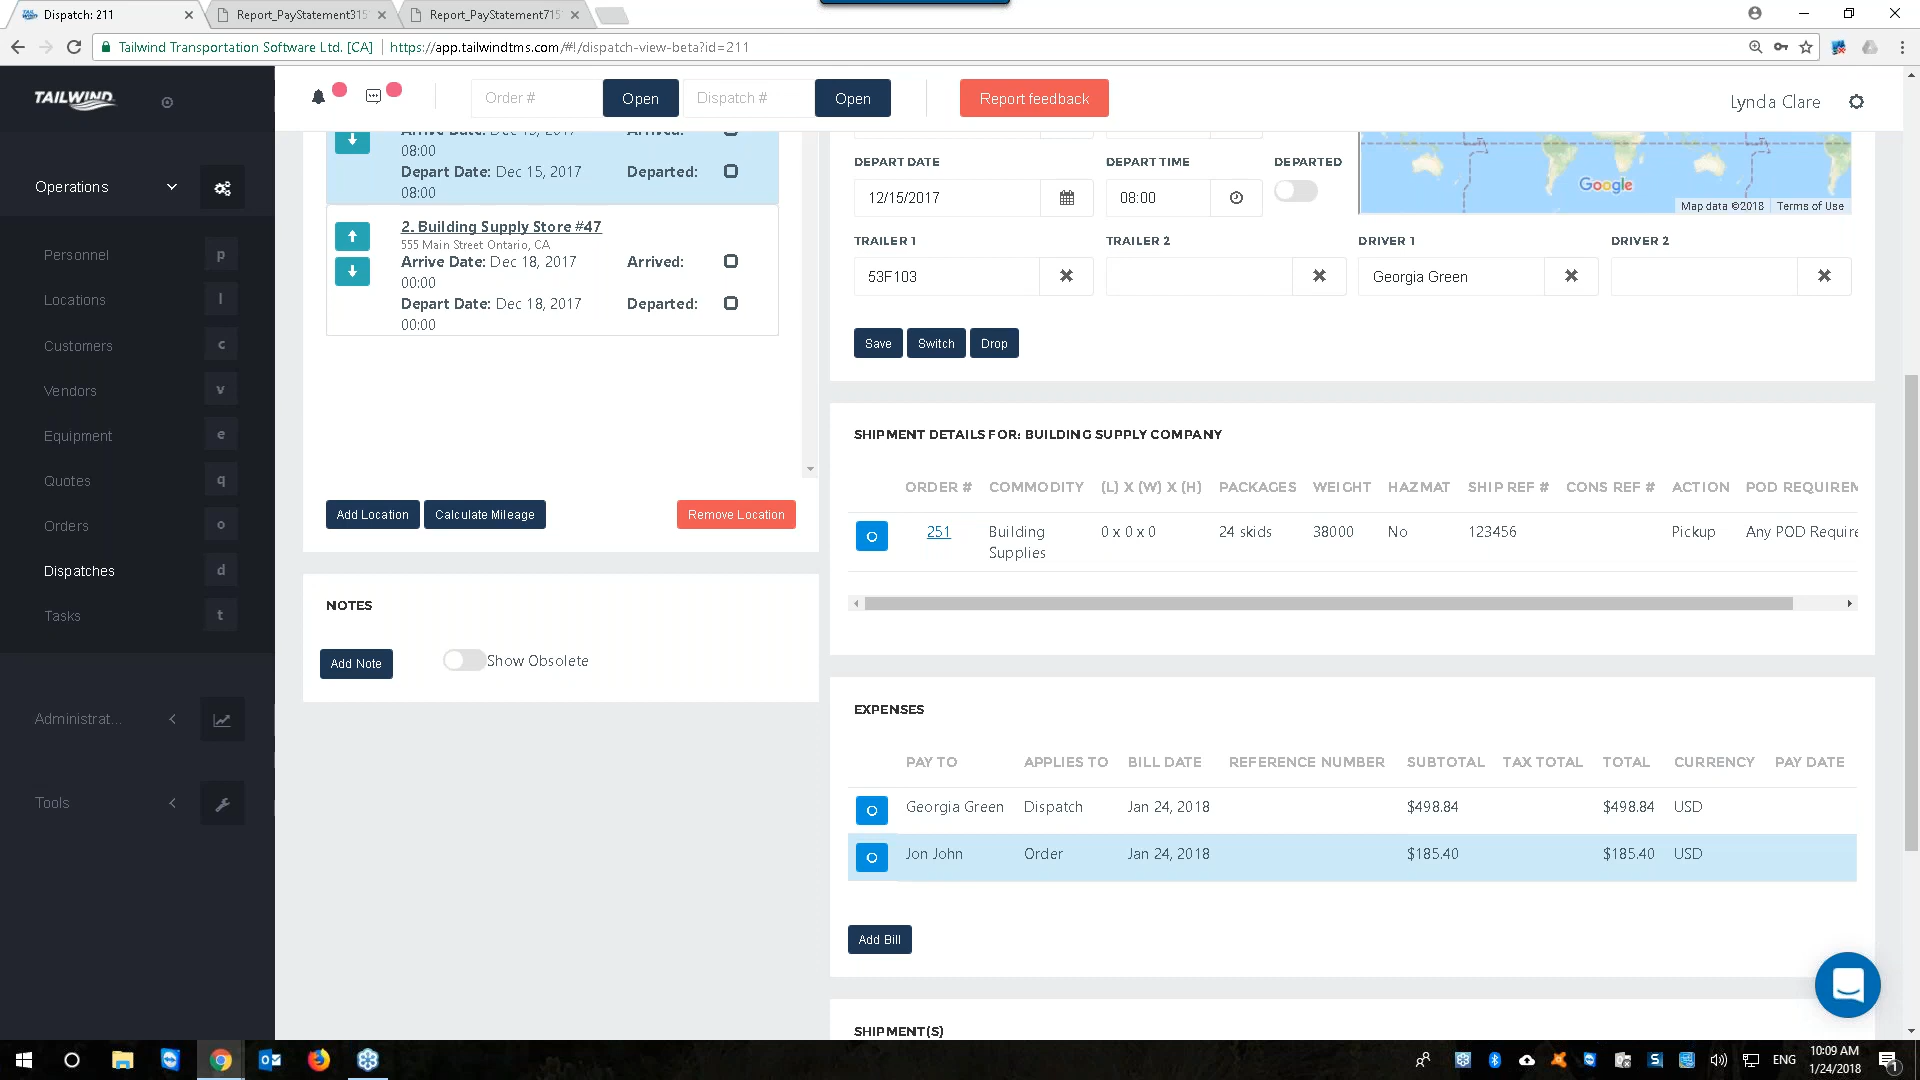 Dispatch: 211
Report_PayStatement315
Report_PayStatement715
Tailwind Transportation Software Ltd. [CA]
https://app.tailwindtms.com/#!/dispatch-view-beta?id=211
TAILWIND
Order #
Open
Dispatch #
Open
Report feedback
Lynda Clare
Operations
Personnel p
Locations l
Customers c
Vendors v
Equipment e
Quotes q
Orders o
Dispatches d
Tasks t
Administrat...
Tools
Arrive Date: Dec 15, 2017 Arrived:
08:00
Depart Date: Dec 15, 2017 Departed:
08:00
2. Building Supply Store #47
555 Main Street Ontario, CA
Arrive Date: Dec 18, 2017 Arrived:
00:00
Depart Date: Dec 18, 2017 Departed:
00:00
Add Location
Calculate Mileage
Remove Location
NOTES
Add Note
Show Obsolete
DEPART DATE DEPART TIME DEPARTED
12/15/2017 08:00
Google
Map data ©2018 Terms of Use
TRAILER 1 TRAILER 2 DRIVER 1 DRIVER 2
53F103 Georgia Green
Save Switch Drop
SHIPMENT DETAILS FOR: BUILDING SUPPLY COMPANY
ORDER # COMMODITY (L) X (W) X (H) PACKAGES WEIGHT HAZMAT SHIP REF # CONS REF # ACTION POD REQUIREM
251 Building 0 x 0 x 0 24 skids 38000 No 123456 Pickup Any POD Require
Supplies
EXPENSES
PAY TO APPLIES TO BILL DATE REFERENCE NUMBER SUBTOTAL TAX TOTAL TOTAL CURRENCY PAY DATE
Georgia Green Dispatch Jan 24, 2018 $498.84 $498.84 USD
Jon John Order Jan 24, 2018 $185.40 $185.40 USD
Add Bill
SHIPMENT(S)
ENG
10:09 AM
1/24/2018
1